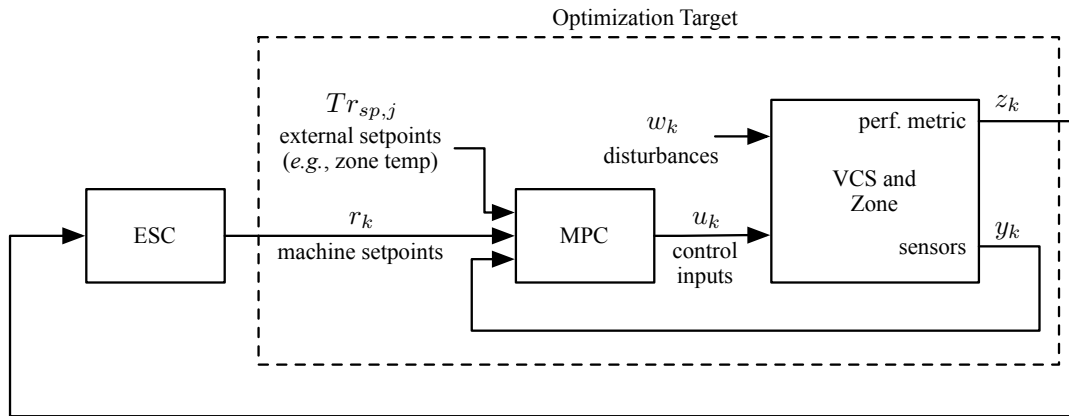 Optimization Target
Tr_{sp,j}
external setpoints
(e.g., zone temp)
w_k
disturbances
z_k
perf. metric
VCS and
Zone
ESC
r_k
machine setpoints
MPC
u_k
control
inputs
y_k
sensors